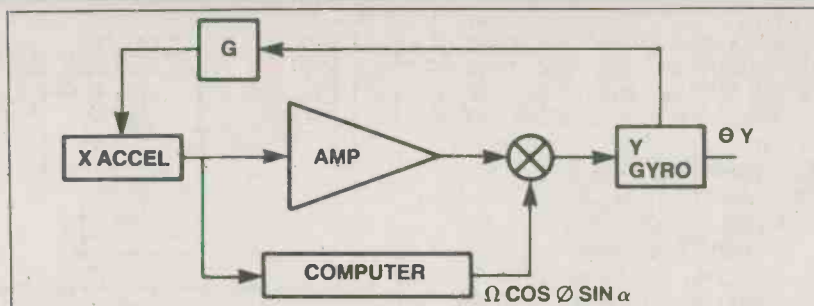 G
X ACCEL
AMP
Y
GYRO
Θ Y
COMPUTER
Ω COS Ø SIN α